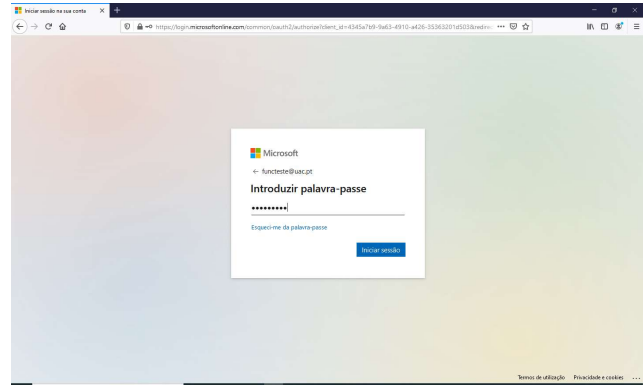 Iniciar sessão na sua conta
https://login.microsoftonline.com/common/oauth2/authorize?client_id=4345a7b9-9a63-4910-a426-35363201d503&redirec
Microsoft
← functeste@uac.pt
Introduzir palavra-passe
•••••••••
Esqueci-me da palavra-passe
Iniciar sessão
Termos de utilização Privacidade e cookies ...